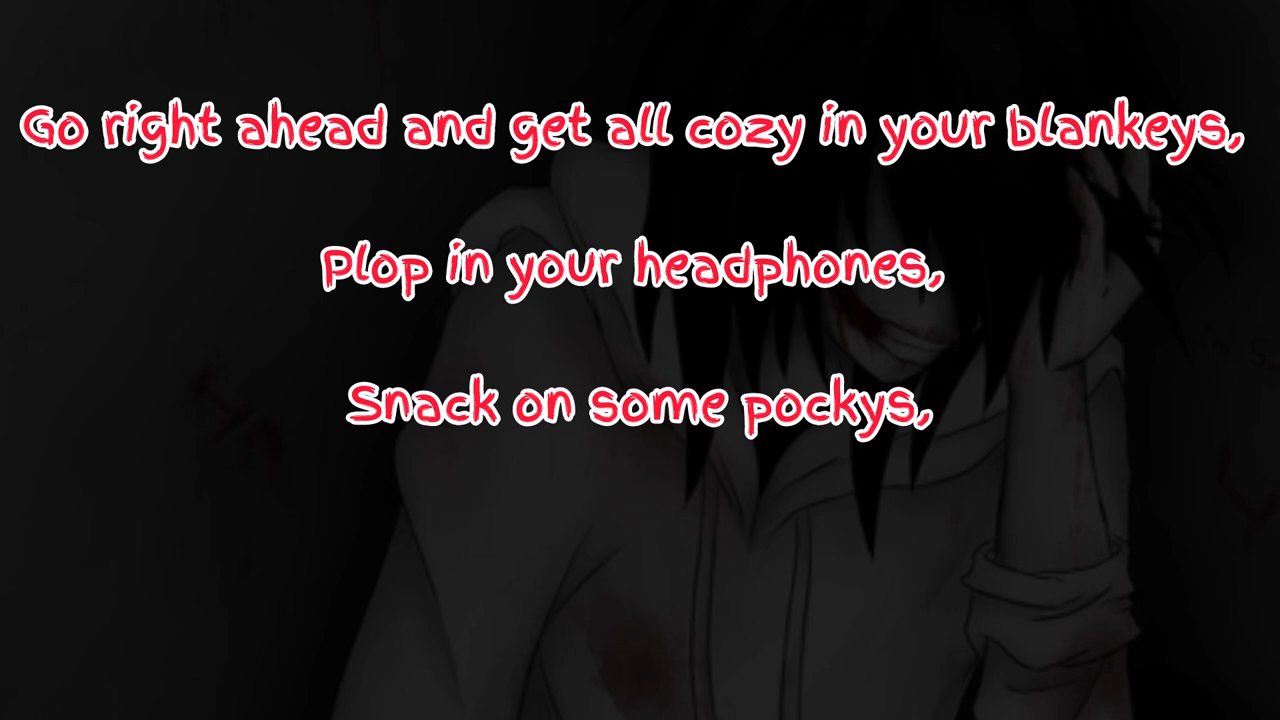 Go right ahead and get all cozy in your blankeys,
Plop in your headphones,
Snack on some pockys,